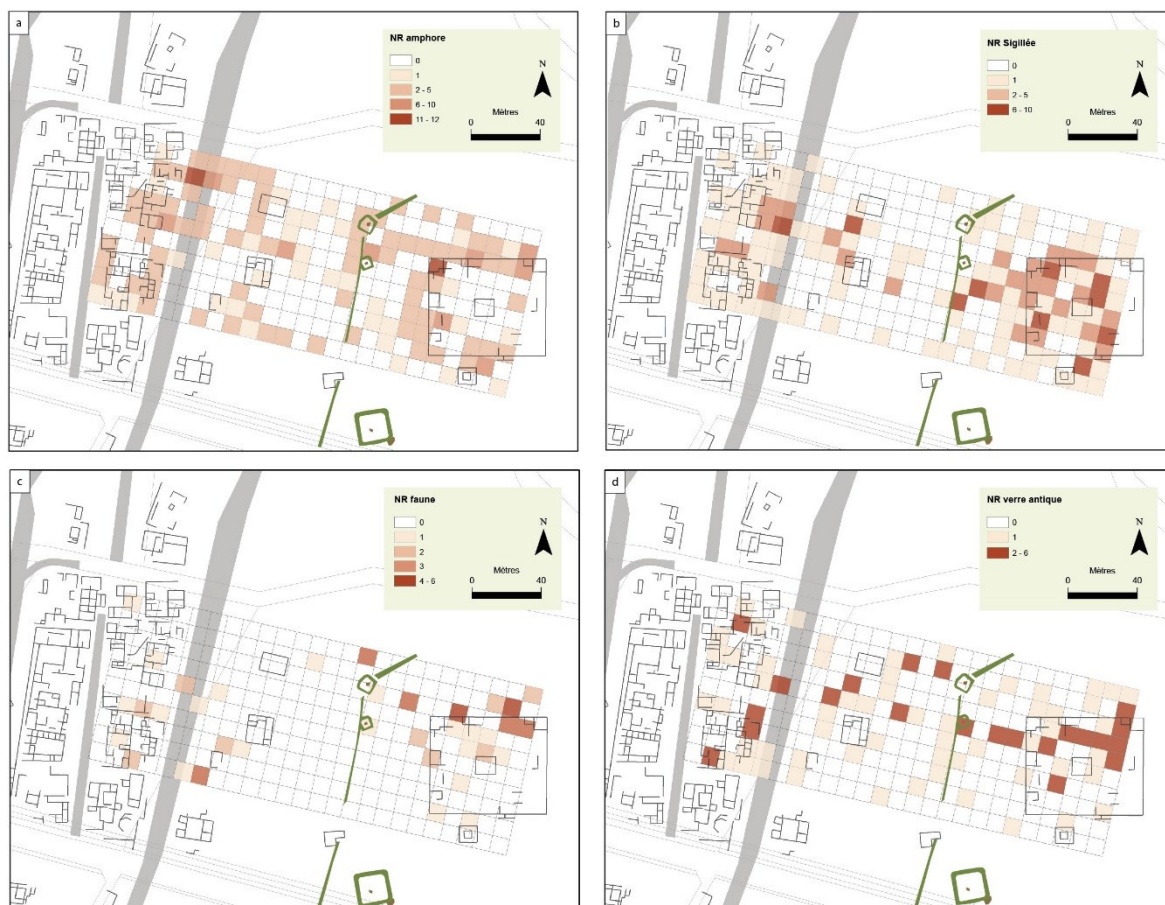 a
NR amphore
0
1
2 - 5
6 - 10
11 - 12
N
Mètres
0 40
b
NR Sigillée
0
1
2 - 5
6 - 10
N
Mètres
0 40
c
NR faune
0
1
2
3
4 - 6
N
Mètres
0 40
d
NR verre antique
0
1
2 - 6
N
Mètres
0 40